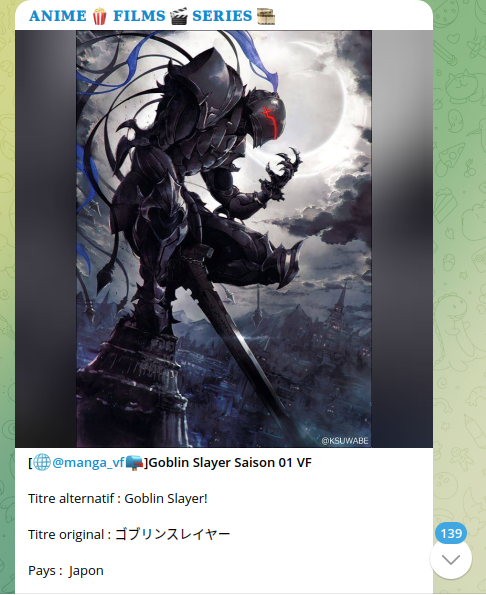 ANIME 🍿 FILMS 🎬 SERIES 📺
@KSUWABE
[🌐@manga_vf📪]Goblin Slayer Saison 01 VF
Titre alternatif : Goblin Slayer!
Titre original : ゴブリンスレイヤー
139
Pays : Japon